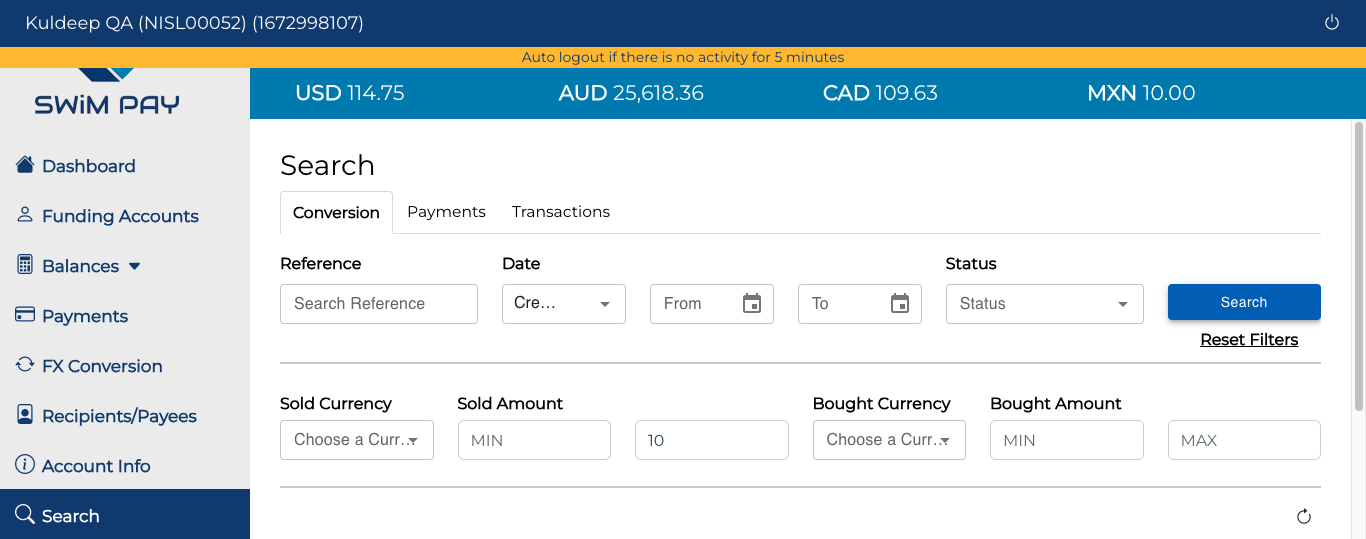 Kuldeep QA (NISL00052) (1672998107)
Auto logout if there is no activity for 5 minutes
SWiM PAY
USD 114.75 AUD 25,618.36 CAD 109.63 MXN 10.00
Dashboard
Funding Accounts
Balances
Payments
FX Conversion
Recipients/Payees
Account Info
Search
Search
Conversion Payments Transactions
Reference Date Status
Search Reference Cre... From To Status Search
Reset Filters
Sold Currency Sold Amount Bought Currency Bought Amount
Choose a Curr... MIN 10 Choose a Curr... MIN MAX